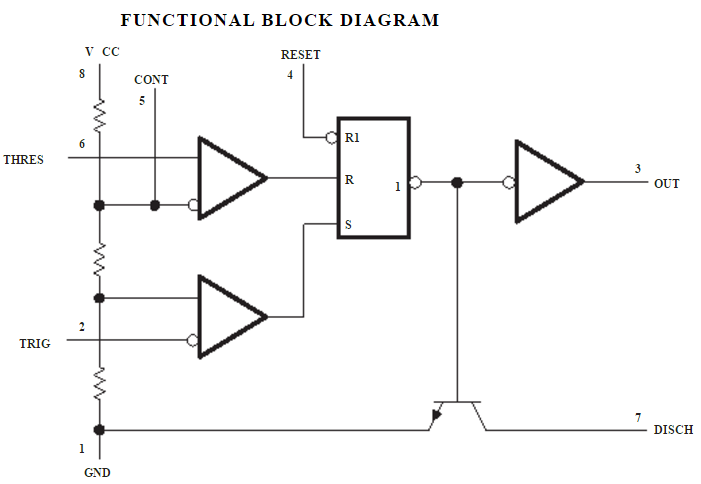 FUNCTIONAL BLOCK DIAGRAM
V CC
RESET
8
CONT
4
5
6
R1
THRES
3
R
1
OUT
S
2
TRIG
7
DISCH
1
GND